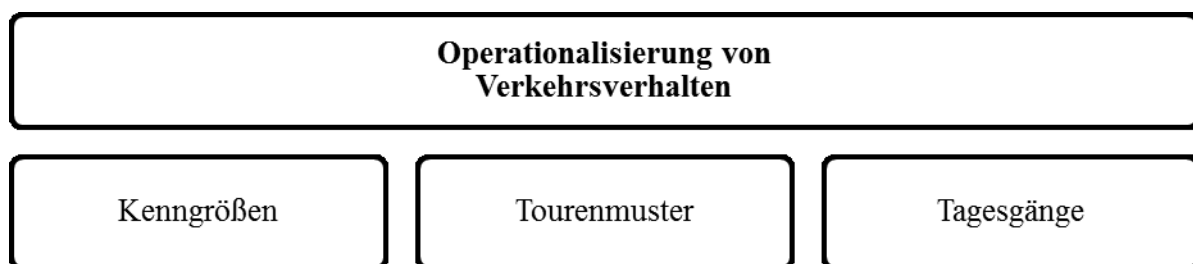 Operationalisierung von
Verkehrsverhalten
Kenngrößen
Tourenmuster
Tagesgänge